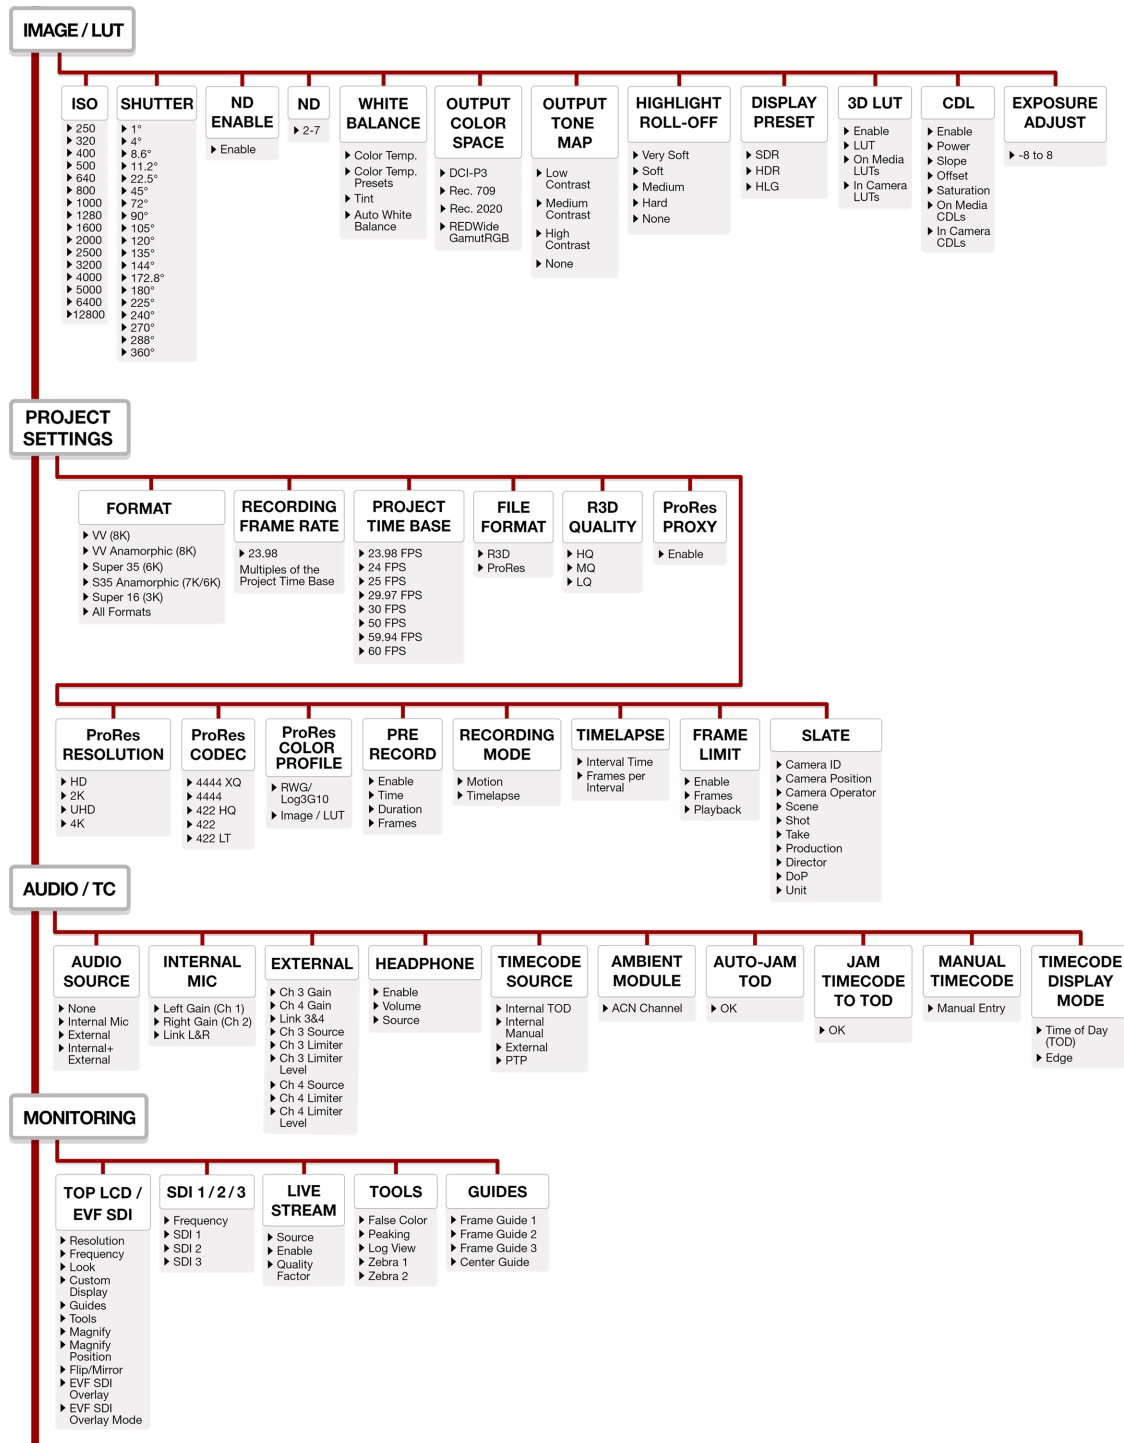 IMAGE / LUT
ISO
250
320
400
500
640
800
1000
1280
1600
2000
2500
3200
4000
5000
6400
12800
SHUTTER
1°
4°
8.6°
11.2°
22.5°
45°
72°
90°
105°
120°
135°
144°
172.8°
180°
225°
240°
270°
288°
360°
ND
ENABLE
Enable
ND
2-7
WHITE
BALANCE
Color Temp.
Color Temp.
Presets
Tint
Auto White
Balance
OUTPUT
COLOR
SPACE
DCI-P3
Rec. 709
Rec. 2020
REDWide
GamutRGB
OUTPUT
TONE
MAP
Low
Contrast
Medium
Contrast
High
Contrast
None
HIGHLIGHT
ROLL-OFF
Very Soft
Soft
Medium
Hard
None
DISPLAY
PRESET
SDR
HDR
HLG
3D LUT
Enable
LUT
On Media
LUTs
In Camera
LUTs
CDL
Enable
Power
Slope
Offset
Saturation
On Media
CDLs
In Camera
CDLs
EXPOSURE
ADJUST
-8 to 8
PROJECT
SETTINGS
FORMAT
VV (8K)
VV Anamorphic (8K)
Super 35 (6K)
S35 Anamorphic (7K/6K)
Super 16 (3K)
All Formats
RECORDING
FRAME RATE
23.98
Multiples of the
Project Time Base
PROJECT
TIME BASE
23.98 FPS
24 FPS
25 FPS
29.97 FPS
30 FPS
50 FPS
59.94 FPS
60 FPS
FILE
FORMAT
R3D
ProRes
R3D
QUALITY
HQ
MQ
LQ
ProRes
PROXY
Enable
ProRes
RESOLUTION
HD
2K
UHD
4K
ProRes
CODEC
4444 XQ
4444
422 HQ
422
422 LT
ProRes
COLOR
PROFILE
RWG/
Log3G10
Image / LUT
PRE
RECORD
Enable
Time
Duration
Frames
RECORDING
MODE
Motion
Timelapse
TIMELAPSE
Interval Time
Frames per
Interval
FRAME
LIMIT
Enable
Frames
Playback
SLATE
Camera ID
Camera Position
Camera Operator
Scene
Shot
Take
Production
Director
DoP
Unit
AUDIO / TC
AUDIO
SOURCE
None
Internal Mic
External
Internal+
External
INTERNAL
MIC
Left Gain (Ch 1)
Right Gain (Ch 2)
Link L&R
EXTERNAL
Ch 3 Gain
Ch 4 Gain
Link 3&4
Ch 3 Source
Ch 3 Limiter
Ch 3 Limiter
Level
Ch 4 Source
Ch 4 Limiter
Ch 4 Limiter
Level
HEADPHONE
Enable
Volume
Source
TIMECODE
SOURCE
Internal TOD
Internal
Manual
External
PTP
AMBIENT
MODULE
ACN Channel
AUTO-JAM
TOD
OK
JAM
TIMECODE
TO TOD
OK
MANUAL
TIMECODE
Manual Entry
TIMECODE
DISPLAY
MODE
Time of Day
(TOD)
Edge
MONITORING
TOP LCD /
EVF SDI
Resolution
Frequency
Look
Custom
Display
Guides
Tools
Magnify
Magnify
Position
Flip/Mirror
EVF SDI
Overlay
EVF SDI
Overlay Mode
SDI 1 / 2 / 3
Frequency
SDI 1
SDI 2
SDI 3
LIVE
STREAM
Source
Enable
Quality
Factor
TOOLS
False Color
Peaking
Log View
Zebra 1
Zebra 2
GUIDES
Frame Guide 1
Frame Guide 2
Frame Guide 3
Center Guide